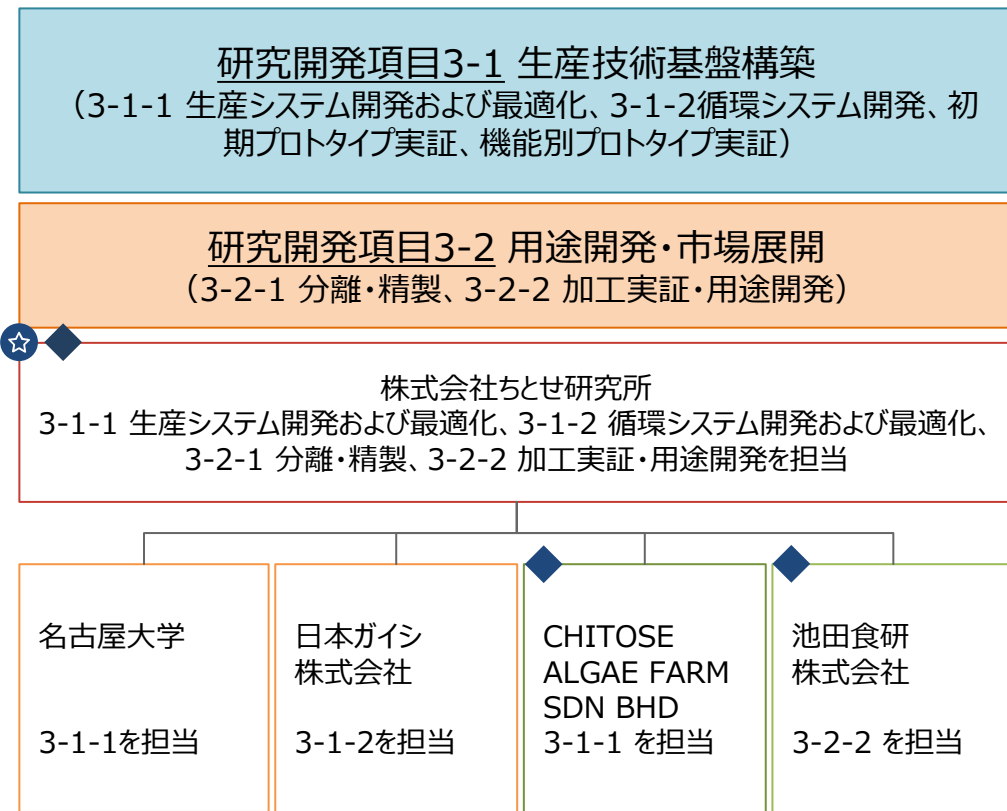 研究開発項目3-1 生産技術基盤構築
（3-1-1 生産システム開発および最適化、3-1-2循環システム開発、初
期プロトタイプ実証、機能別プロトタイプ実証）
研究開発項目3-2 用途開発・市場展開
（3-2-1 分離・精製、3-2-2 加工実証・用途開発）
株式会社ちとせ研究所
3-1-1 生産システム開発および最適化、3-1-2 循環システム開発および最適化、
3-2-1 分離・精製、3-2-2 加工実証・用途開発を担当
名古屋大学
3-1-1を担当
日本ガイシ
株式会社
3-1-2を担当
CHITOSE
ALGAE FARM
SDN BHD
3-1-1 を担当
池田食研
株式会社
3-2-2 を担当